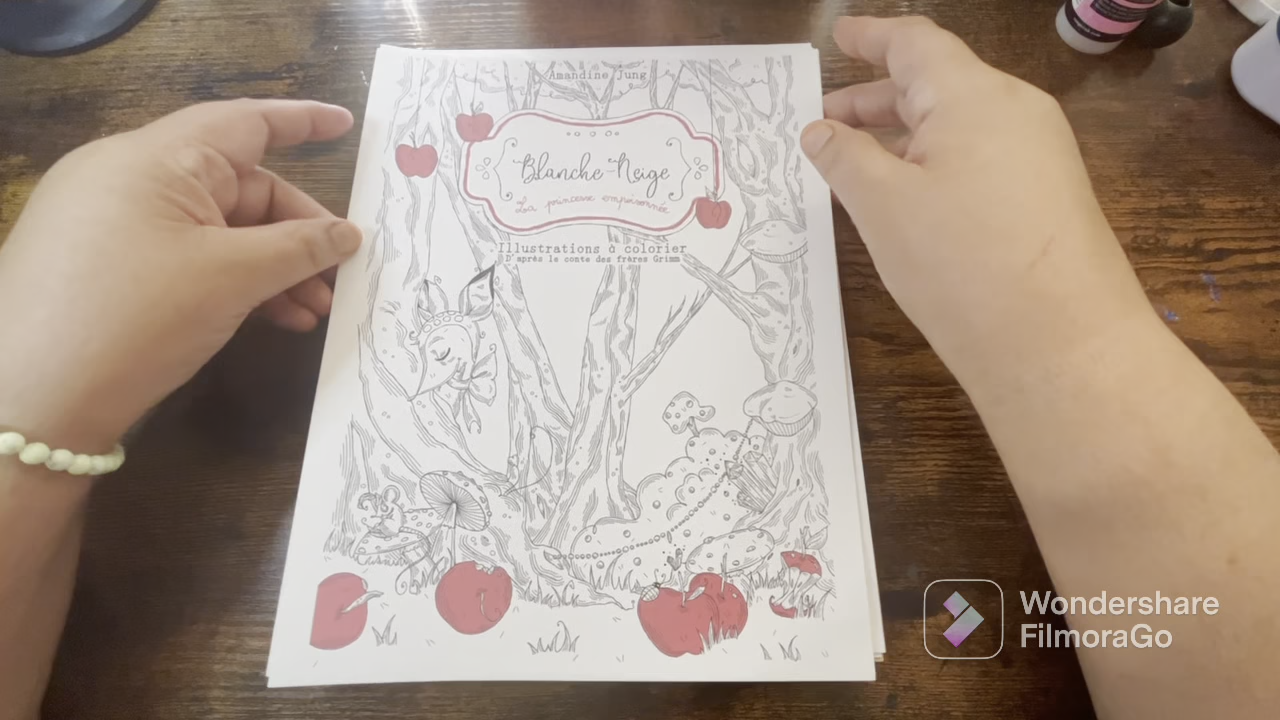 Amandine Jung
Blanche-Neige
La princesse empoisonnée
Illustrations à colorier
D'après le conte des frères Grimm
Wondershare
FilmoraGo